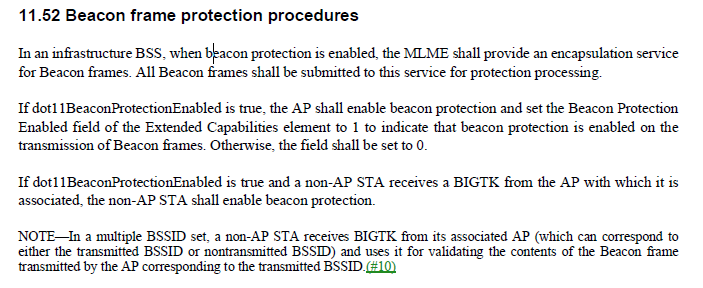 11.52 Beacon frame protection procedures
In an infrastructure BSS, when beacon protection is enabled, the MLME shall provide an encapsulation service
for Beacon frames. All Beacon frames shall be submitted to this service for protection processing.
If dot11BeaconProtectionEnabled is true, the AP shall enable beacon protection and set the Beacon Protection
Enabled field of the Extended Capabilities element to 1 to indicate that beacon protection is enabled on the
transmission of Beacon frames. Otherwise, the field shall be set to 0.
If dot11BeaconProtectionEnabled is true and a non-AP STA receives a BIGTK from the AP with which it is
associated, the non-AP STA shall enable beacon protection.
NOTE—In a multiple BSSID set, a non-AP STA receives BIGTK from its associated AP (which can correspond to
either the transmitted BSSID or nontransmitted BSSID) and uses it for validating the contents of the Beacon frame
transmitted by the AP corresponding to the transmitted BSSID.(#10)